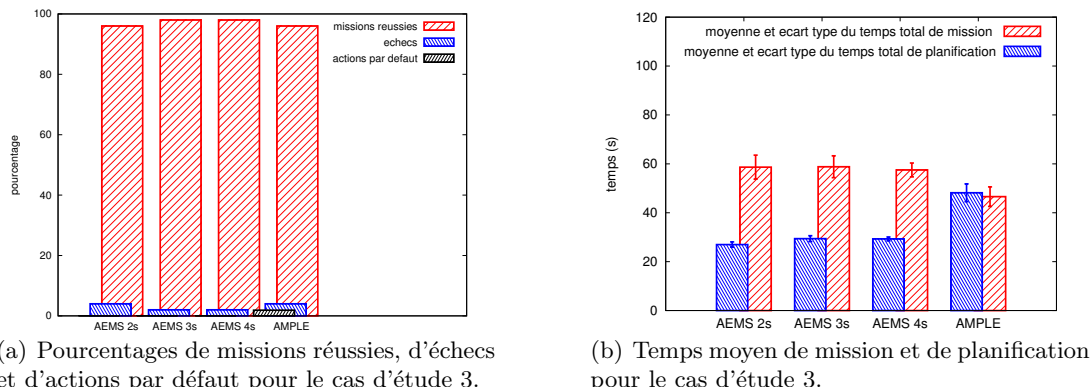 missions reussies
echecs
actions par defaut
pourcentage
100
80
60
40
20
0
AEMS 2s AEMS 3s AEMS 4s AMPLE
(a) Pourcentages de missions réussies, d'échecs
et d'actions par défaut pour le cas d'étude 3.
moyenne et ecart type du temps total de mission
moyenne et ecart type du temps total de planification
temps (s)
120
100
80
60
40
20
0
AEMS 2s AEMS 3s AEMS 4s AMPLE
(b) Temps moyen de mission et de planification
pour le cas d'étude 3.